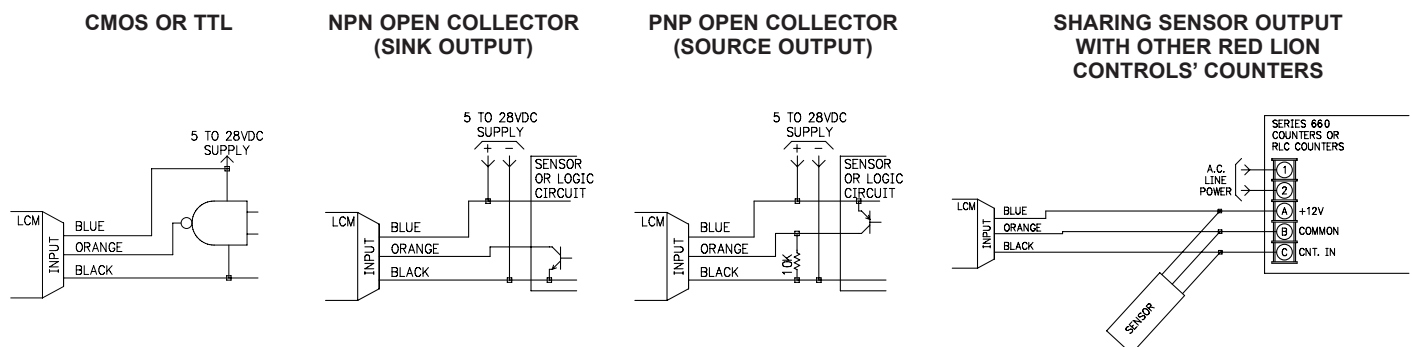 CMOS OR TTL
5 TO 28VDC
SUPPLY
LCM
INPUT
BLUE
ORANGE
BLACK
NPN OPEN COLLECTOR
(SINK OUTPUT)
5 TO 28VDC
SUPPLY
+ −
SENSOR
OR LOGIC
CIRCUIT
LCM
INPUT
BLUE
ORANGE
BLACK
PNP OPEN COLLECTOR
(SOURCE OUTPUT)
5 TO 28VDC
SUPPLY
+ −
SENSOR
OR LOGIC
CIRCUIT
LCM
INPUT
BLUE
ORANGE
BLACK
10K
SHARING SENSOR OUTPUT
WITH OTHER RED LION
CONTROLS' COUNTERS
SERIES 660
COUNTERS OR
RLC COUNTERS
A.C.
LINE
POWER
1
2
LCM
INPUT
BLUE
ORANGE
BLACK
A +12V
B COMMON
C CNT. IN
SENSOR